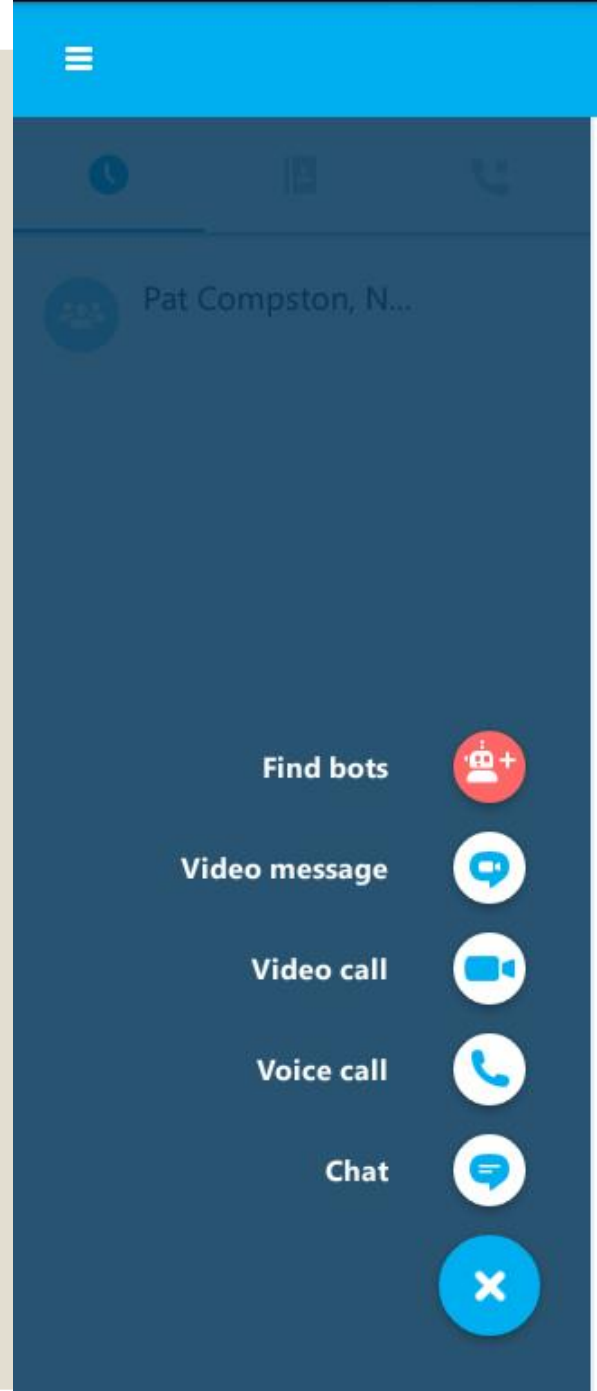 Pat Compston, N...
Find bots
Video message
Video call
Voice call
Chat